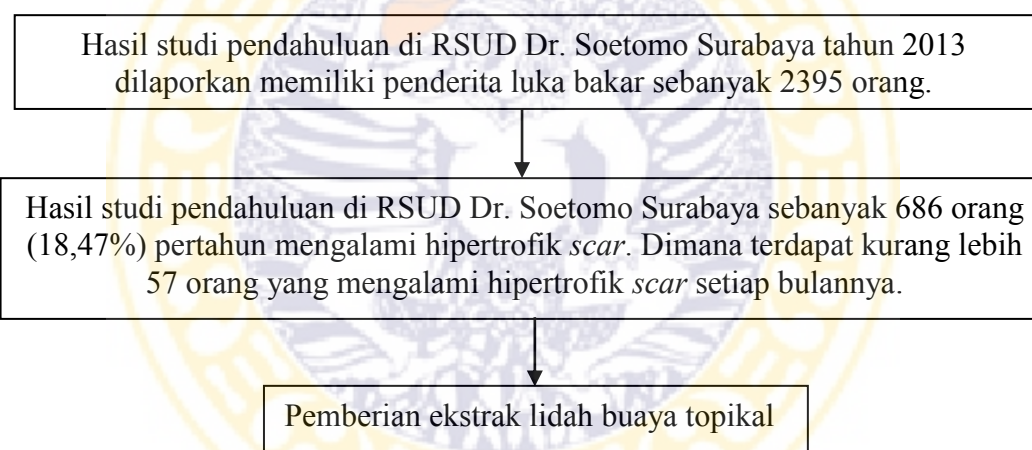 Hasil studi pendahuluan di RSUD Dr. Soetomo Surabaya tahun 2013
dilaporkan memiliki penderita luka bakar sebanyak 2395 orang.
Hasil studi pendahuluan di RSUD Dr. Soetomo Surabaya sebanyak 686 orang
(18,47%) pertahun mengalami hipertrofik scar. Dimana terdapat kurang lebih
57 orang yang mengalami hipertrofik scar setiap bulannya.
Pemberian ekstrak lidah buaya topikal